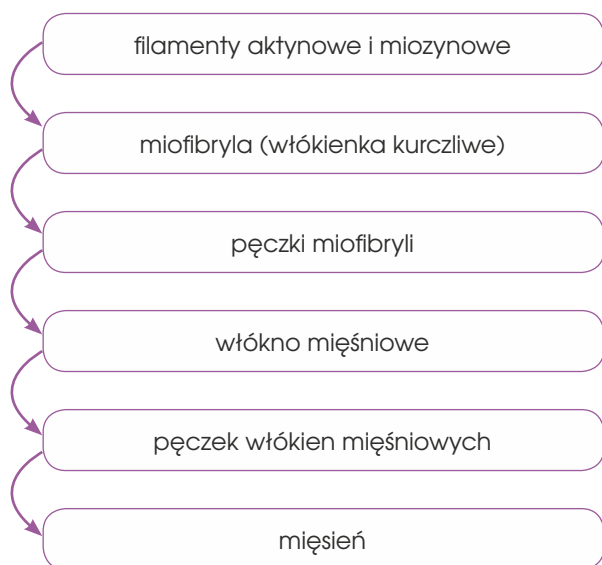 filamenty aktynowe i miozynowe
miofibryla (włókienka kurczliwe)
pęczki miofibryli
włókno mięśniowe
pęczek włókien mięśniowych
mięsień